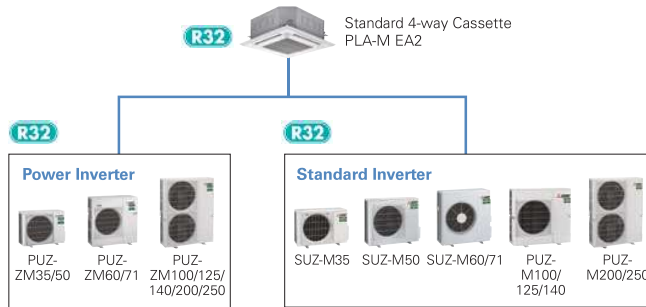 R32
Standard 4-way Cassette
PLA-M EA2
R32
R32
Power Inverter
PUZ-
ZM35/50
PUZ-
ZM60/71
PUZ-
ZM100/125/
140/200/250
Standard Inverter
SUZ-M35
SUZ-M50
SUZ-M60/71
PUZ-
M100/
125/140
PUZ-
M200/250